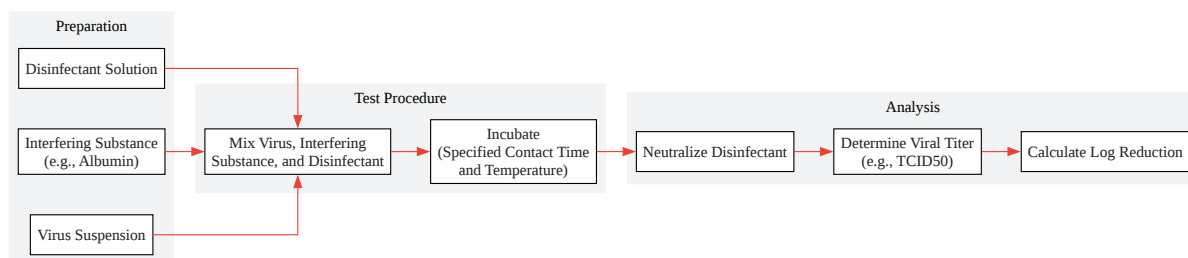 Preparation
Disinfectant Solution
Interfering Substance
(e.g., Albumin)
Virus Suspension
Test Procedure
Mix Virus, Interfering
Substance, and Disinfectant
Incubate
(Specified Contact Time
and Temperature)
Analysis
Neutralize Disinfectant
Determine Viral Titer
(e.g., TCID50)
Calculate Log Reduction